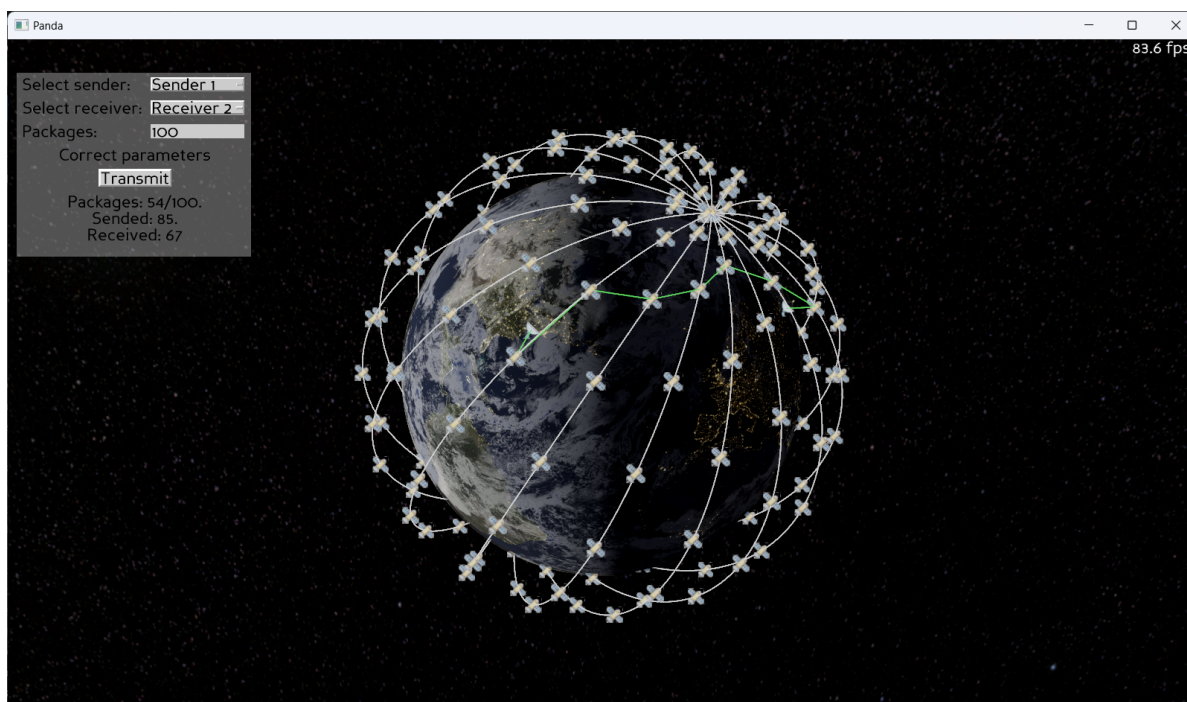 Panda
83.6 fps
Select sender: Sender 1
Select receiver: Receiver 2
Packages: 100
Correct parameters
Transmit
Packages: 54/100.
Sended: 85.
Received: 67